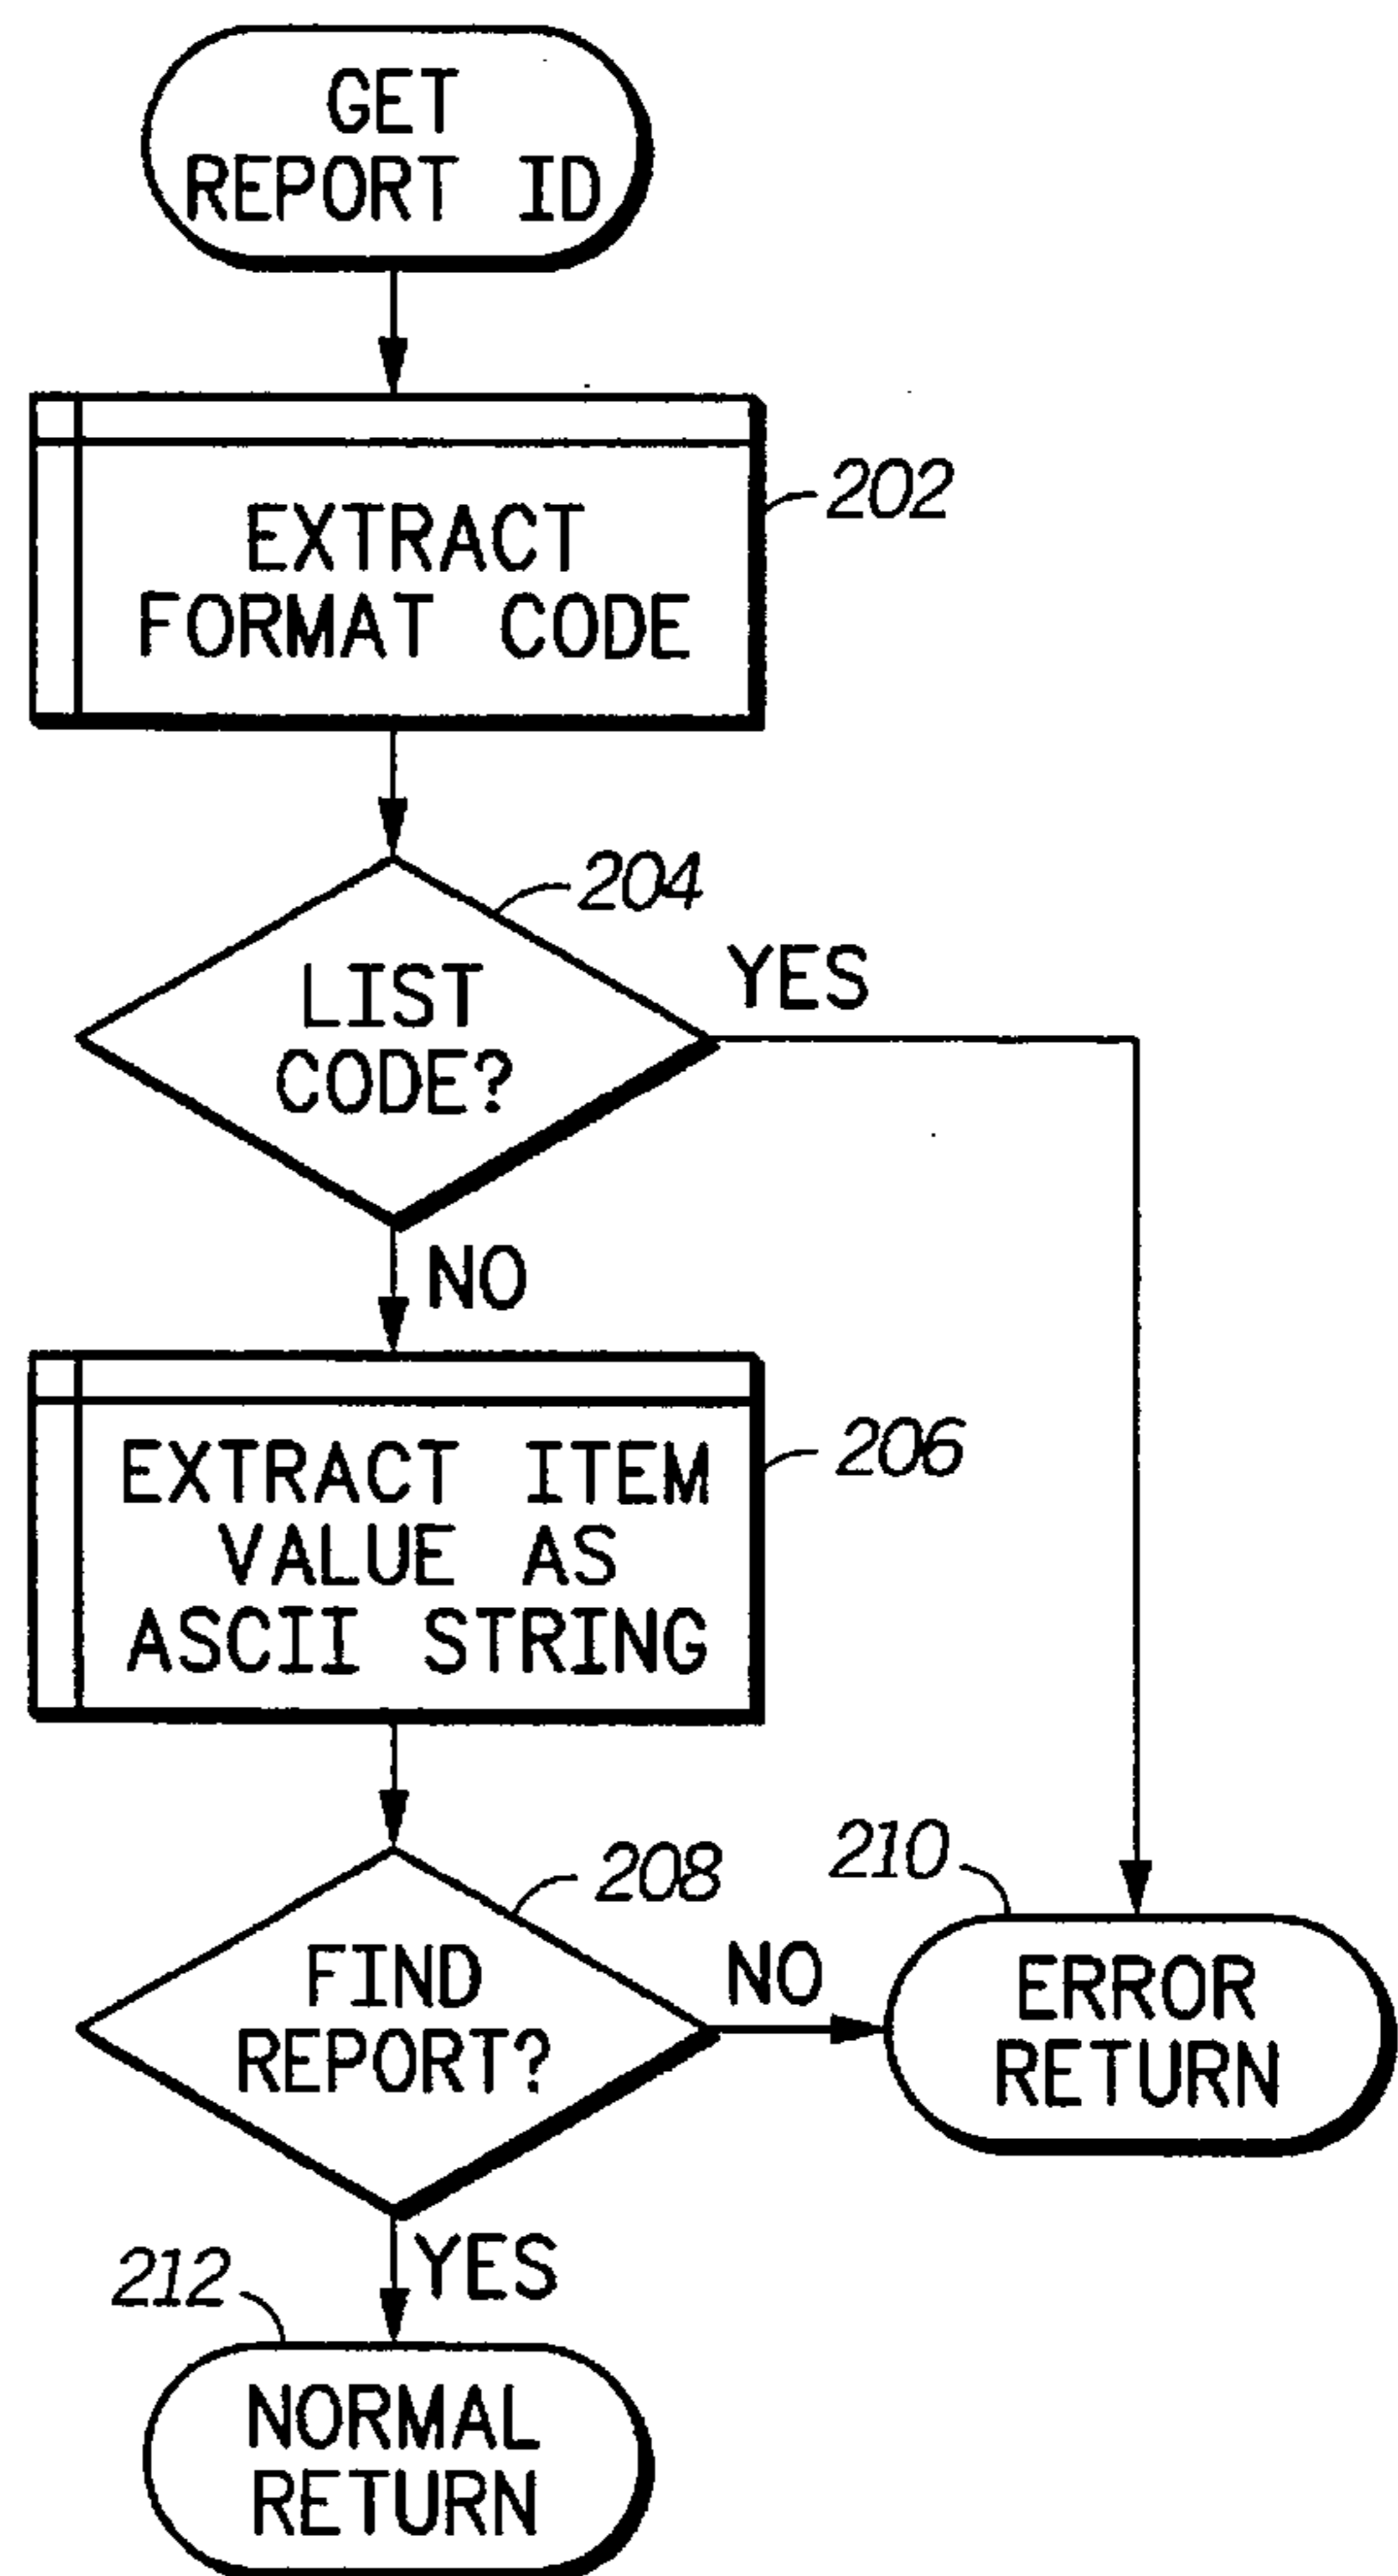 GET
REPORT ID
202
EXTRACT
FORMAT CODE
204
LIST
CODE?
YES
NO
206
EXTRACT ITEM
VALUE AS
ASCII STRING
208
FIND
REPORT?
NO
210
ERROR
RETURN
YES
212
NORMAL
RETURN